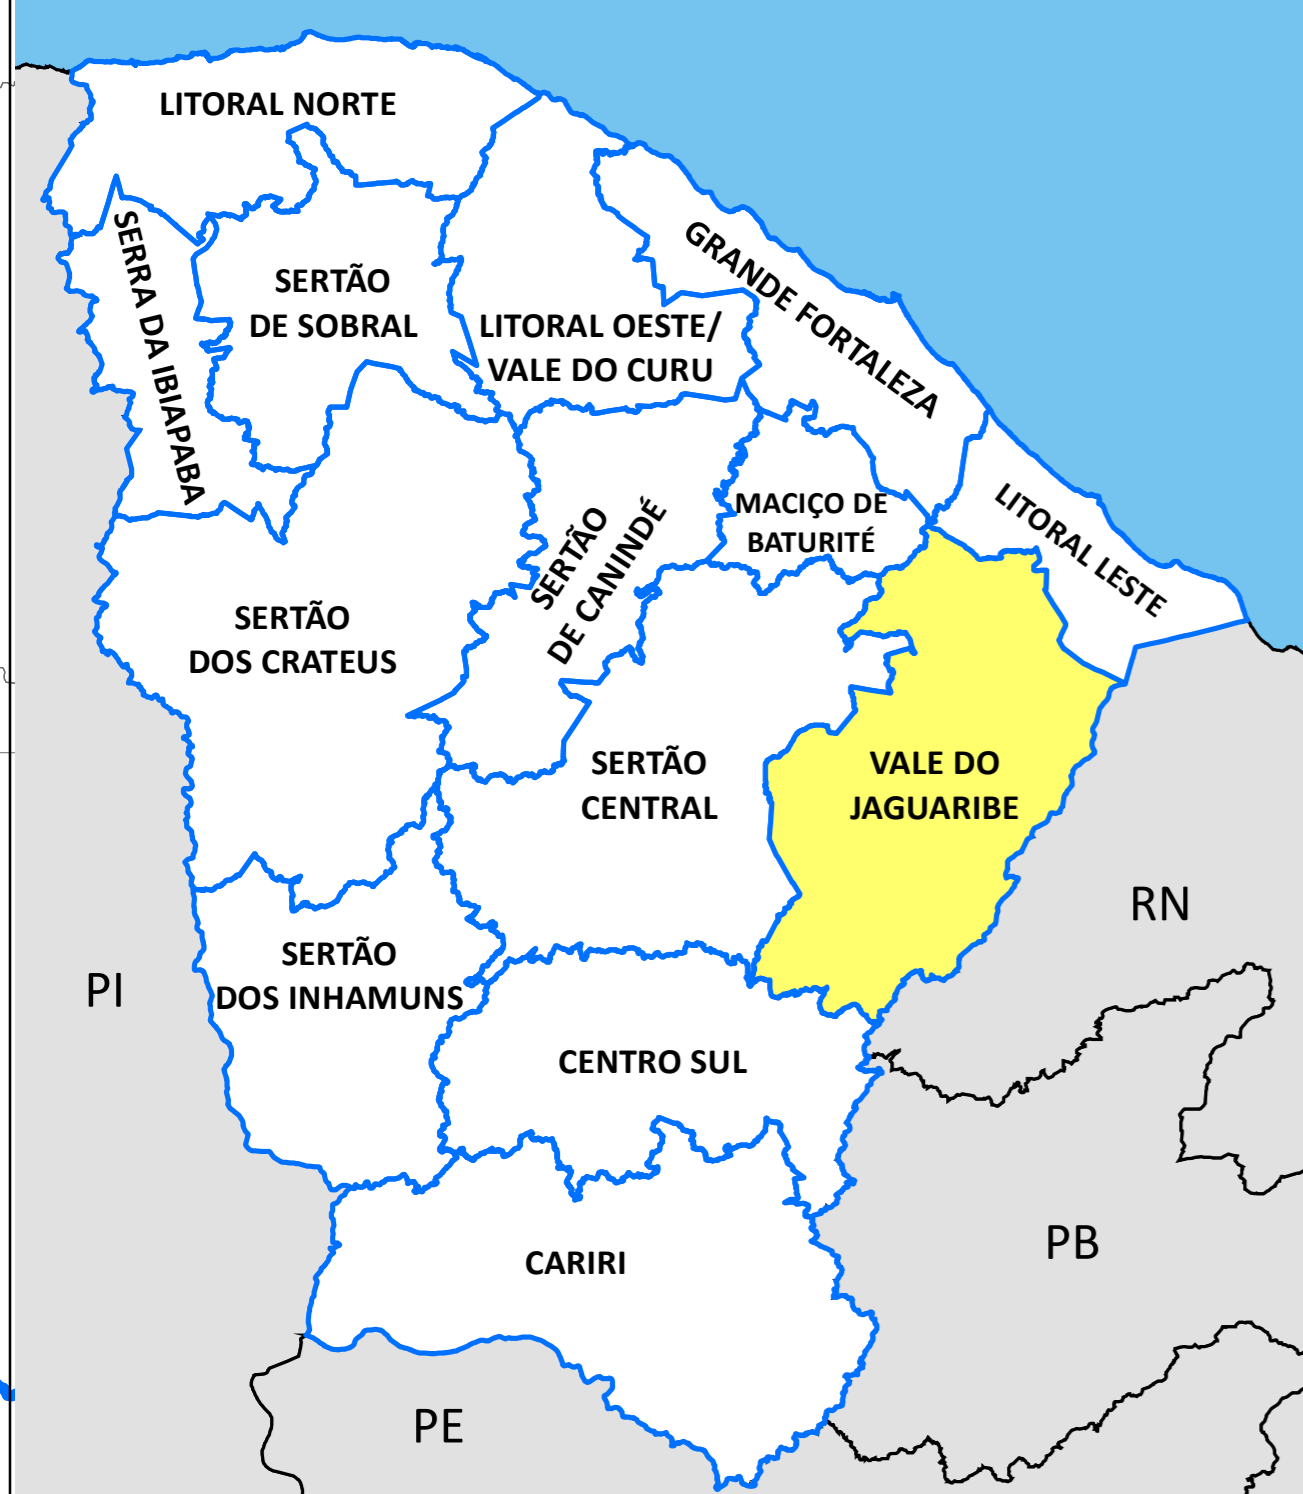 LITORAL NORTE
SERRA DA IBIAPABA
SERTÃO
DE SOBRAL
LITORAL OESTE/
VALE DO CURU
GRANDE FORTALEZA
MACIÇO DE
BATURITÉ
LITORAL LESTE
SERTÃO
DE CANINDÉ
SERTÃO
DOS CRATEUS
SERTÃO
CENTRAL
VALE DO
JAGUARIBE
RN
SERTÃO
DOS INHAMUNS
PI
CENTRO SUL
PB
CARIRI
PE